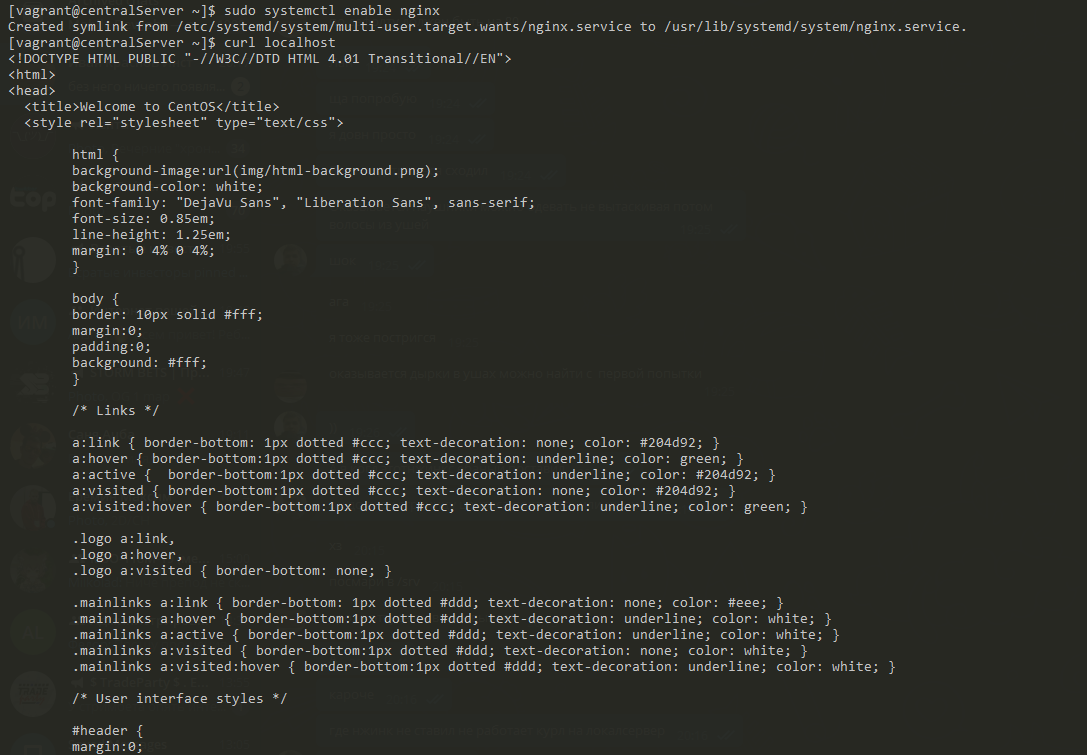 [vagrant@centralServer ~]$ sudo systemctl enable nginx
Created symlink from /etc/systemd/system/multi-user.target.wants/nginx.service to /usr/lib/systemd/system/nginx.service.
[vagrant@centralServer ~]$ curl localhost
<!DOCTYPE HTML PUBLIC "-//W3C//DTD HTML 4.01 Transitional//EN">
<html>
<head>
  <title>Welcome to CentOS</title>
  <style rel="stylesheet" type="text/css">

        html {
        background-image:url(img/html-background.png);
        background-color: white;
        font-family: "DejaVu Sans", "Liberation Sans", sans-serif;
        font-size: 0.85em;
        line-height: 1.25em;
        margin: 0 4% 0 4%;
        }

        body {
        border: 10px solid #fff;
        margin:0;
        padding:0;
        background: #fff;
        }

        /* Links */

        a:link { border-bottom: 1px dotted #ccc; text-decoration: none; color: #204d92; }
        a:hover { border-bottom:1px dotted #ccc; text-decoration: underline; color: green; }
        a:active {  border-bottom:1px dotted #ccc; text-decoration: underline; color: #204d92; }
        a:visited { border-bottom:1px dotted #ccc; text-decoration: none; color: #204d92; }
        a:visited:hover { border-bottom:1px dotted #ccc; text-decoration: underline; color: green; }

        .logo a:link,
        .logo a:hover,
        .logo a:visited { border-bottom: none; }

        .mainlinks a:link { border-bottom: 1px dotted #ddd; text-decoration: none; color: #eee; }
        .mainlinks a:hover { border-bottom:1px dotted #ddd; text-decoration: underline; color: white; }
        .mainlinks a:active { border-bottom:1px dotted #ddd; text-decoration: underline; color: white; }
        .mainlinks a:visited { border-bottom:1px dotted #ddd; text-decoration: none; color: white; }
        .mainlinks a:visited:hover { border-bottom:1px dotted #ddd; text-decoration: underline; color: white; }

        /* User interface styles */

        #header {
        margin:0;